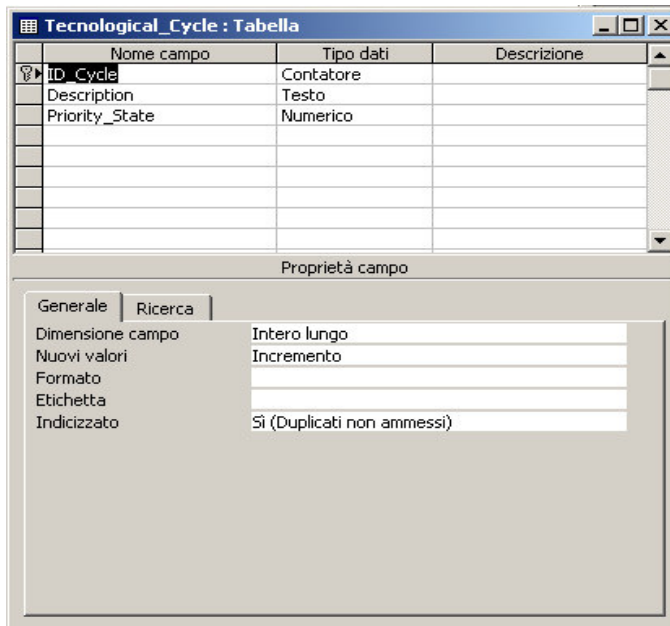 Tecnological_Cycle : Tabella
Nome campo Tipo dati Descrizione
ID_Cycle Contatore
Description Testo
Priority_State Numerico
Proprietà campo
Generale Ricerca
Dimensione campo Intero lungo
Nuovi valori Incremento
Formato
Etichetta
Indicizzato Sì (Duplicati non ammessi)